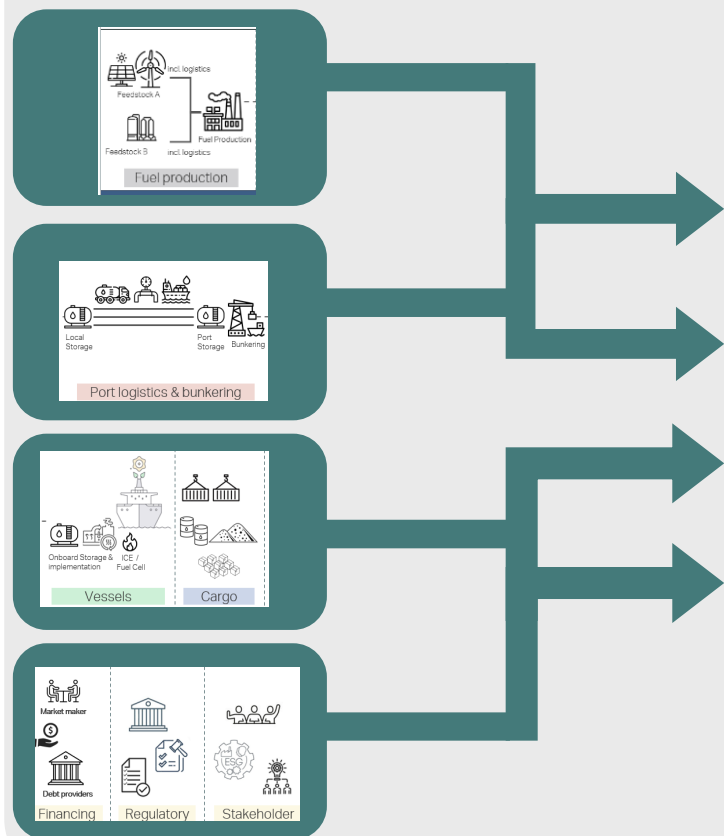 incl. logistics
Feedstock A
Fuel Production
Feedstock B
incl. logistics
Fuel production
Local
Storage
Port
Storage
Bunkering
Port logistics & bunkering
Onboard Storage &
implementation
ICE /
Fuel Cell
Vessels
Cargo
Market maker
$
Debt providers
ESG
Financing
Regulatory
Stakeholder